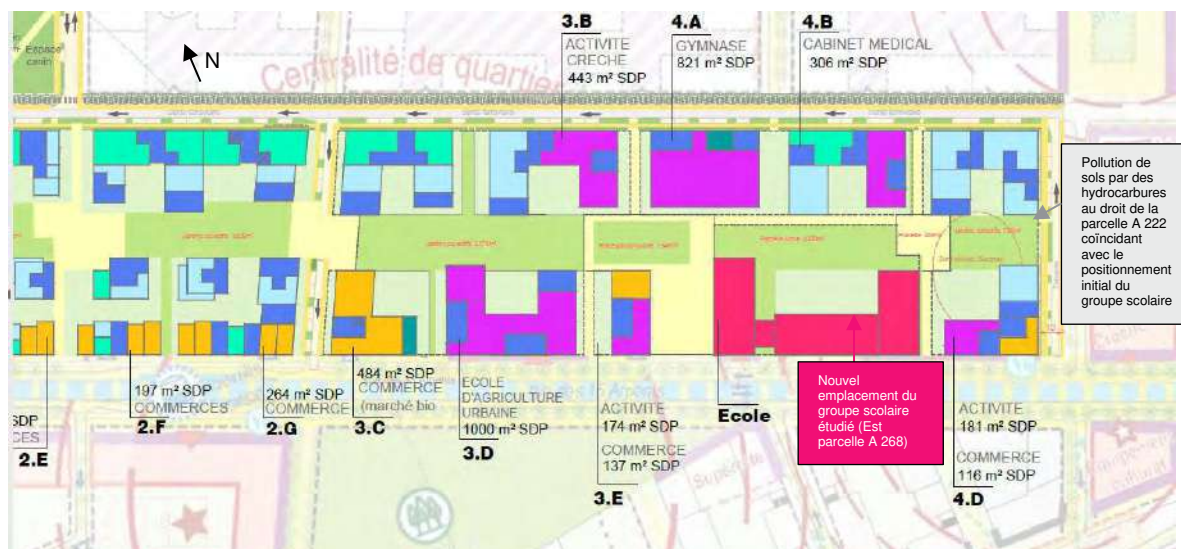 3.B
ACTIVITE
CRECHE
443 m² SDP
4.A
GYMNASE
821 m² SDP
4.B
CABINET MEDICAL
306 m² SDP
Espace
canin
N
Centralité de quartier
Pollution de
sols par des
hydrocarbures
au droit de la
parcelle A 222
coïncidant
avec le
positionnement
initial du
groupe scolaire
SDP
CES
2.E
197 m² SDP
COMMERCES
2.F
264 m² SDP
COMMERCE
2.G
484 m² SDP
COMMERCE
(marché bio
3.C
ECOLE
D'AGRICULTURE
URBAINE
1000 m² SDP
3.D
ACTIVITE
174 m² SDP
COMMERCE
137 m² SDP
3.E
Ecole
Nouvel
emplacement du
groupe scolaire
étudié (Est
parcelle A 268)
ACTIVITE
181 m² SDP
COMMERCE
116 m² SDP
4.D
Supérette
Equipement
culturel